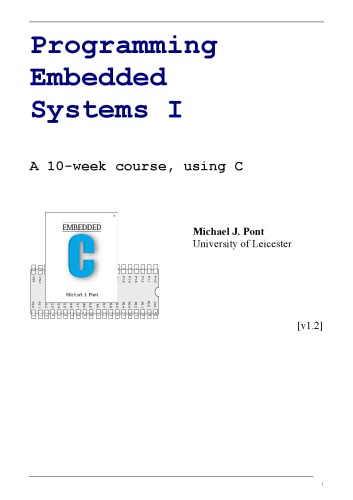 Programming
Embedded
Systems I
A 10-week course, using C
EMBEDDED
C
Michael J. Pont
Michael J. Pont
University of Leicester
[v1.2]